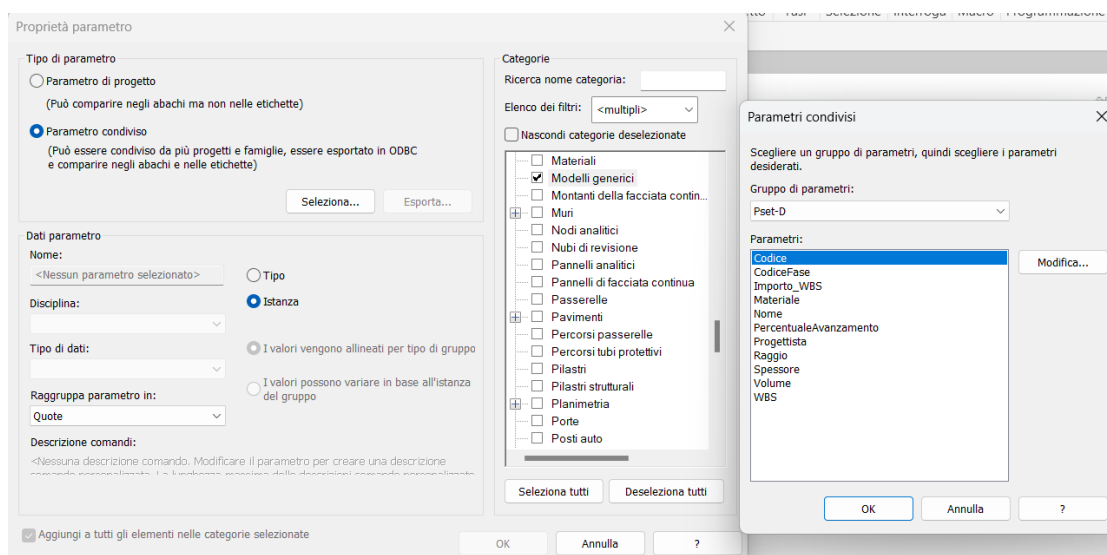 Proprietà parametro
Tipo di parametro
Parametro di progetto
(Può comparire negli abachi ma non nelle etichette)
Parametro condiviso
(Può essere condiviso da più progetti e famiglie, essere esportato in ODBC
e comparire negli abachi e nelle etichette)
Seleziona...
Esporta...
Dati parametro
Nome:
<Nessun parametro selezionato>
Tipo
Disciplina:
Istanza
Tipo di dati:
I valori vengono allineati per tipo di gruppo
I valori possono variare in base all'istanza
del gruppo
Raggruppa parametro in:
Quote
Descrizione comandi:
<Nessuna descrizione comando. Modificare il parametro per creare una descrizione
Aggiungi a tutti gli elementi nelle categorie selezionate
Categorie
Ricerca nome categoria:
Elenco dei filtri:
<multipli>
Nascondi categorie deselezionate
Materiali
Modelli generici
Montanti della facciata contin...
Muri
Nodi analitici
Nubi di revisione
Pannelli analitici
Pannelli di facciata continua
Passerelle
Pavimenti
Percorsi passerelle
Percorsi tubi protettivi
Pilastri
Pilastri strutturali
Planimetria
Porte
Posti auto
Seleziona tutti
Deseleziona tutti
OK
Annulla
?
Parametri condivisi
Scegliere un gruppo di parametri, quindi scegliere i parametri
desiderati.
Gruppo di parametri:
Pset-D
Parametri:
Codice
CodiceFase
Importo_WBS
Materiale
Nome
PercentualeAvanzamento
Progettista
Raggio
Spessore
Volume
WBS
Modifica...
OK
Annulla
?